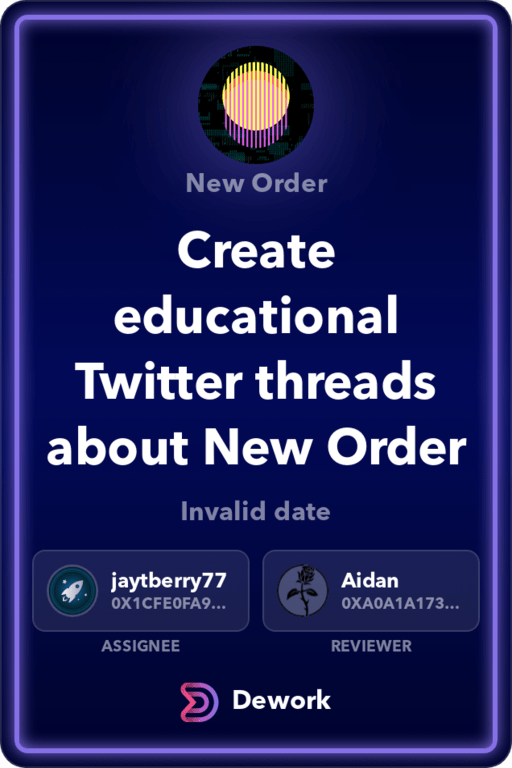 New Order
Create
educational
Twitter threads
about New Order
Invalid date
jaytberry77
0X1CFE0FA9...
ASSIGNEE
Aidan
0XA0A1A173...
REVIEWER
Dework